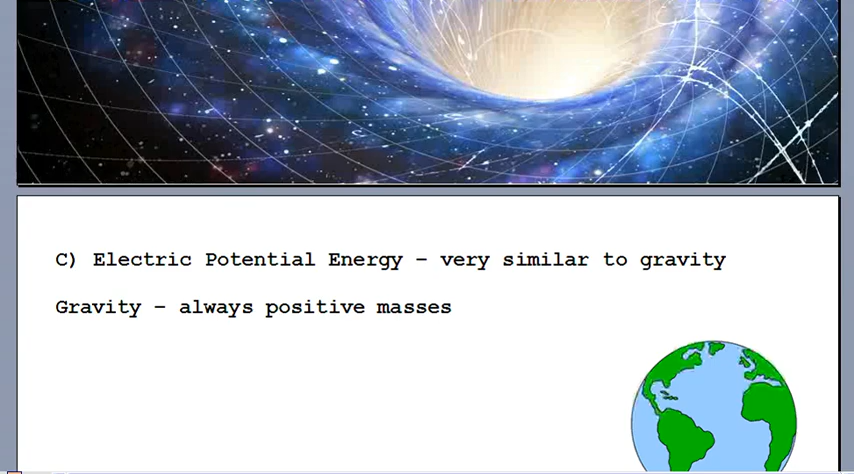 C) Electric Potential Energy – very similar to gravity
Gravity – always positive masses